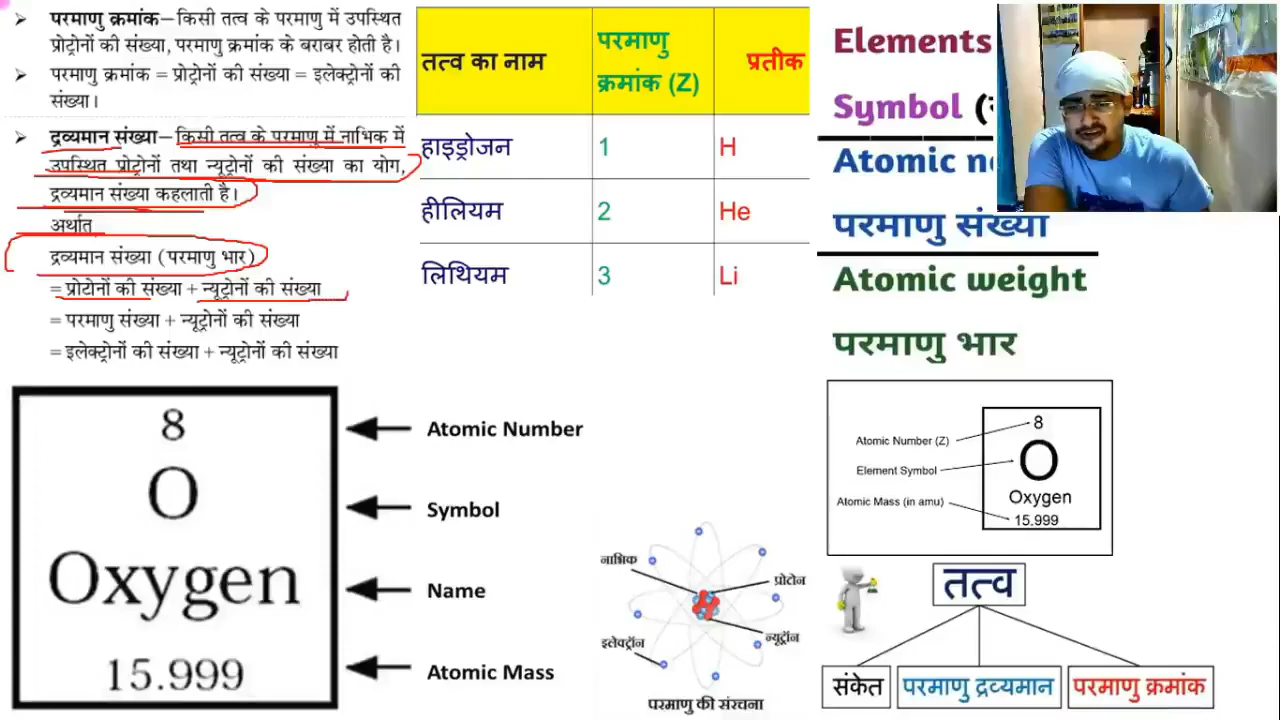 ➤ परमाणु क्रमांक–किसी तत्व के परमाणु में उपस्थित
प्रोट्रोनों की संख्या, परमाणु क्रमांक के बराबर होती है।
➤ परमाणु क्रमांक = प्रोट्रोनों की संख्या = इलेक्ट्रोनों की
संख्या।
➤ द्रव्यमान संख्या–किसी तत्व के परमाणु में नाभिक में
उपस्थित प्रोट्रोनों तथा न्यूट्रोनों की संख्या का योग,
द्रव्यमान संख्या कहलाती है।
अर्थात्
द्रव्यमान संख्या (परमाणु भार)
= प्रोटोनों की संख्या + न्यूट्रोनों की संख्या
= परमाणु संख्या + न्यूट्रोनों की संख्या
= इलेक्ट्रोनों की संख्या + न्यूट्रोनों की संख्या
तत्व का नाम
परमाणु
क्रमांक (Z)
प्रतीक
हाइड्रोजन 1 H
हीलियम 2 He
लिथियम 3 Li
Elements
Symbol
Atomic
परमाणु संख्या
Atomic weight
परमाणु भार
8
O
Oxygen
15.999
Atomic Number
Symbol
Name
Atomic Mass
नाभिक
प्रोटोन
इलेक्ट्रॉन
न्यूट्रॉन
परमाणु की संरचना
Atomic Number (Z)
Element Symbol
Atomic Mass (in amu)
8
O
Oxygen
15.999
तत्व
संकेत
परमाणु द्रव्यमान
परमाणु क्रमांक